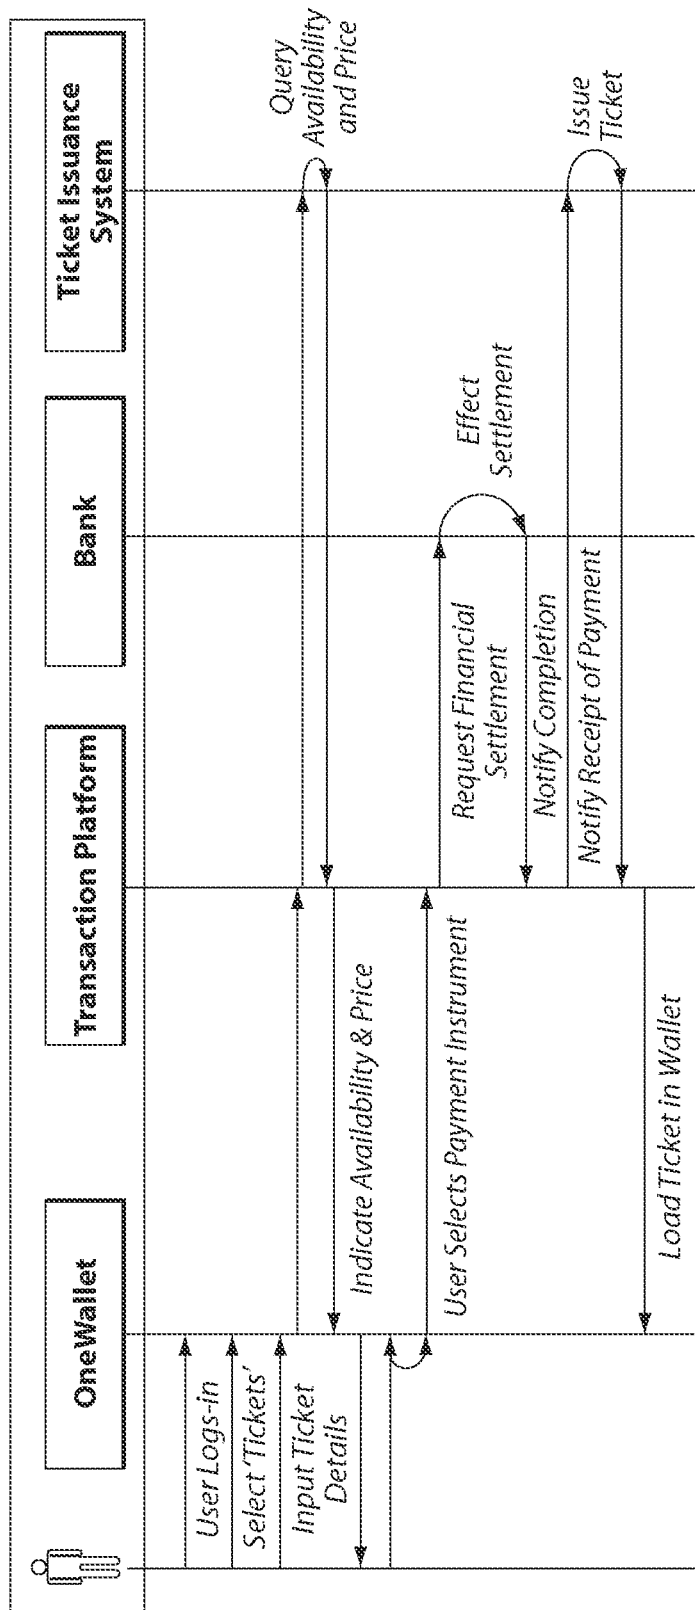 OneWallet
Transaction Platform
Bank
Ticket Issuance
System
User Logs-in
Select ‘Tickets’
Input Ticket
Details
Query
Availability
and Price
Indicate Availability & Price
User Selects Payment Instrument
Request Financial
Settlement
Effect
Settlement
Notify Completion
Notify Receipt of Payment
Issue
Ticket
Load Ticket in Wallet